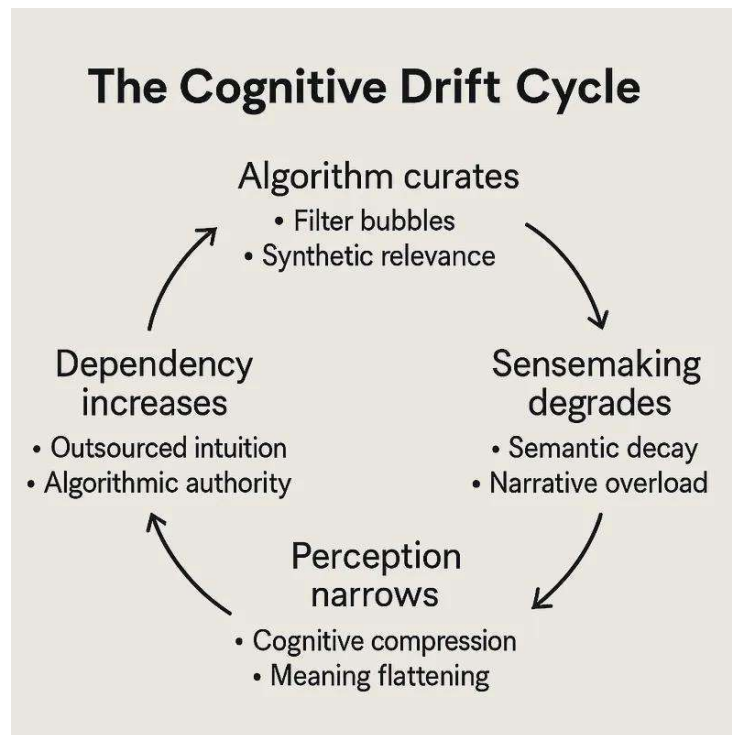 The Cognitive Drift Cycle
Algorithm curates
• Filter bubbles
• Synthetic relevance
Sensemaking
degrades
• Semantic decay
• Narrative overload
Perception
narrows
• Cognitive compression
• Meaning flattening
Dependency
increases
• Outsourced intuition
• Algorithmic authority